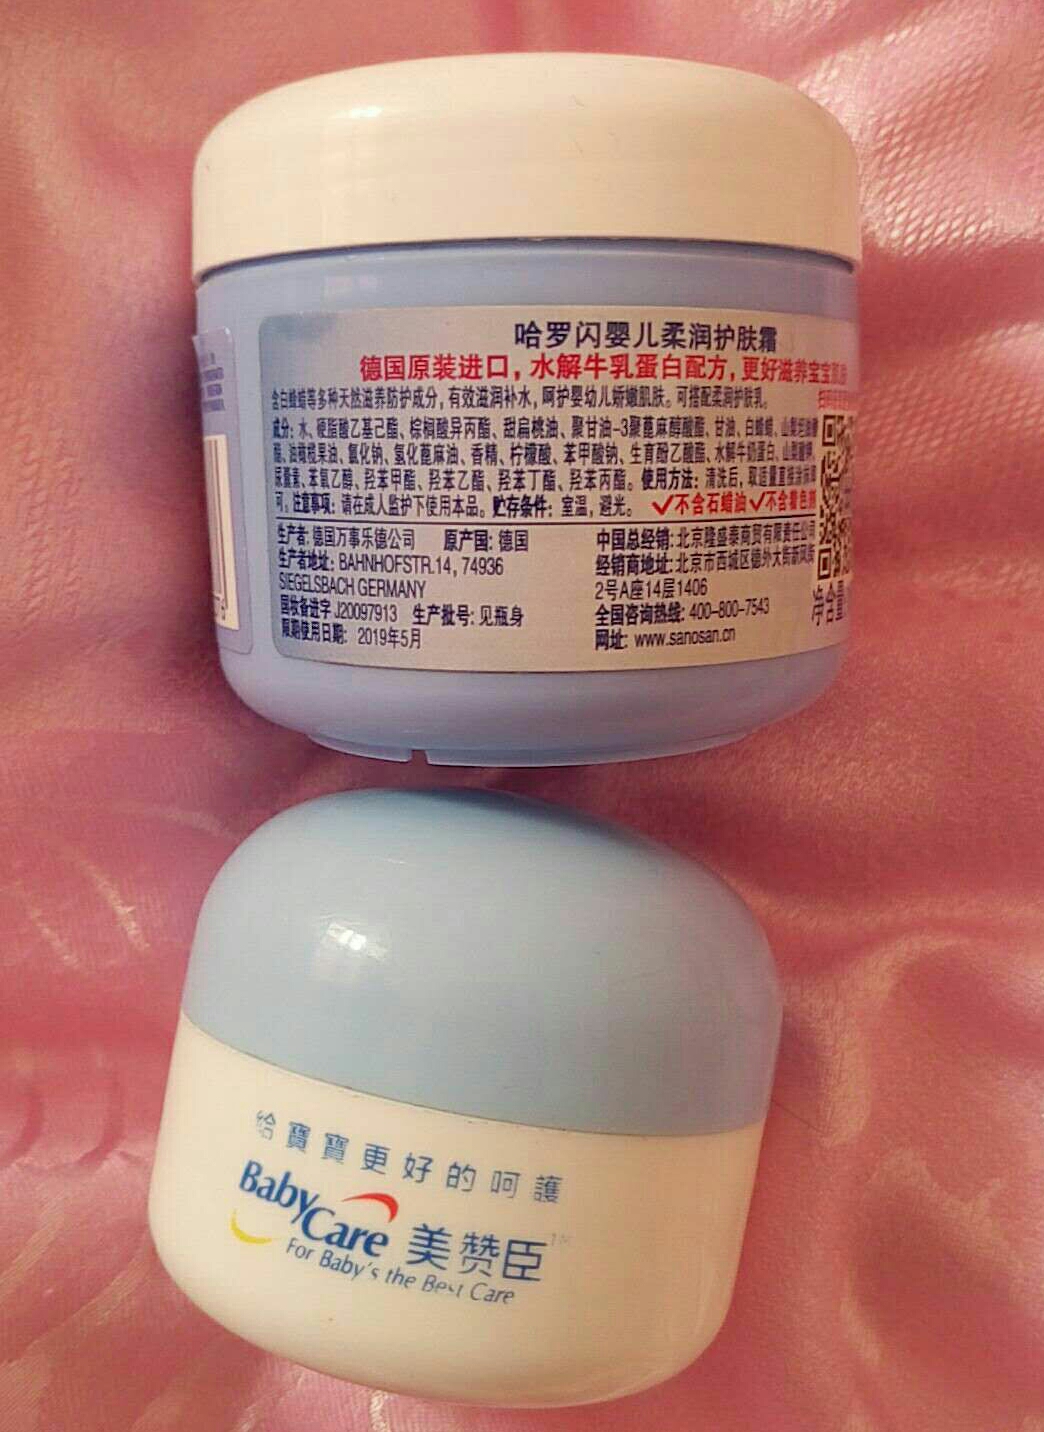 哈罗闪婴儿柔润护肤霜
德国原装进口，水解牛乳蛋白配方，更好滋养宝宝肌肤
含白蜂蜡等多种天然滋养防护成分，有效滋润补水，呵护婴幼儿娇嫩肌肤。可搭配柔润护肤乳。
成分：水、硬脂酸乙基己酯、棕榈酸异丙酯、甜扁桃油、聚甘油-3聚蓖麻醇酸酯、甘油、白蜂蜡、山梨坦油酸
酯、油橄榄果油、氯化钠、氢化蓖麻油、香精、柠檬酸、苯甲酸钠、生育酚乙酸酯、水解牛奶蛋白、山梨酸钾、
尿囊素、苯氧乙醇、羟苯甲酯、羟苯乙酯、羟苯丁酯、羟苯丙酯。使用方法：清洗后，取适量直接涂抹即
可。注意事项：请在成人监护下使用本品。贮存条件：室温，避光。 ✓不含石蜡油✓不含着色剂
生产者：德国万事乐德公司 原产国：德国
生产者地址：BAHNHOFSTR.14，74936
SIEGELSBACH GERMANY
国妆备进字 J20097913 生产批号：见瓶身
限期使用日期：2019年5月
中国总经销：北京隆盛泰商贸有限责任公司
经销商地址：北京市西城区德外大街新风街
2号A座14层1406
全国咨询热线：400-800-7543
网址：www.sanosan.cn
净含量
給寶寶更好的呵護
BabyCare 美赞臣
For Baby's the Best Care